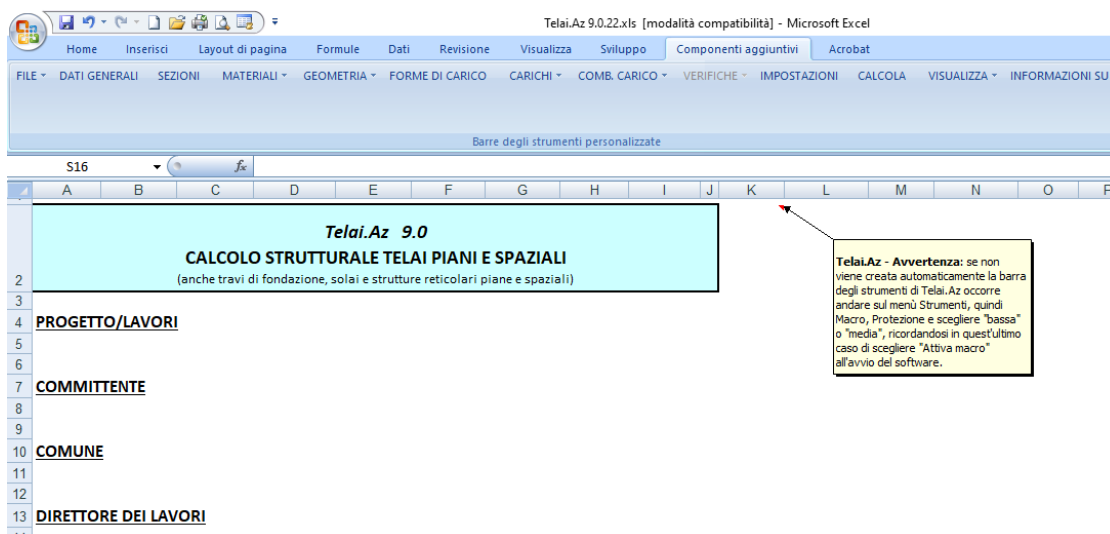 Telai.Az 9.0.22.xls [modalità compatibilità] - Microsoft Excel
Home Inserisci Layout di pagina Formule Dati Revisione Visualizza Sviluppo Componenti aggiuntivi Acrobat
FILE DATI GENERALI SEZIONI MATERIALI GEOMETRIA FORME DI CARICO CARICHI COMB. CARICO VERIFICHE IMPOSTAZIONI CALCOLA VISUALIZZA INFORMAZIONI SU
Barre degli strumenti personalizzate
S16 fx
A B C D E F G H I J K L M N O
Telai.Az 9.0
CALCOLO STRUTTURALE TELAI PIANI E SPAZIALI
2 (anche travi di fondazione, solai e strutture reticolari piane e spaziali)
Telai.Az - Avvertenza: se non
viene creata automaticamente la barra
degli strumenti di Telai.Az occorre
andare sul menù Strumenti, quindi
Macro, Protezione e scegliere "bassa"
o "media", ricordandosi in quest'ultimo
caso di scegliere "Attiva macro"
all'avvio del software.
3
4 PROGETTO/LAVORI
5
6
7 COMMITTENTE
8
9
10 COMUNE
11
12
13 DIRETTORE DEI LAVORI